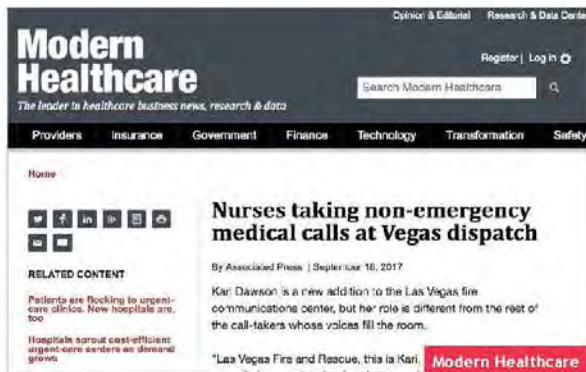 Opinion & Editorial Research & Data Center
Modern
Healthcare
The leader in healthcare business news, research & data
Register | Log in
Search Modern Healthcare
Providers Insurance Government Finance Technology Transformation Safety
Home
Nurses taking non-emergency
medical calls at Vegas dispatch
By Associated Press | September 16, 2017
RELATED CONTENT
Patients are flocking to urgent-
care clinics. Now hospitals are,
too
Hospitals sprout cost-efficient
urgent-care centers as demand
grows
Kari Dawson is a new addition to the Las Vegas fire
communications center, but her role is different from the rest of
the call-takers whose voices fill the room.
"Las Vegas Fire and Rescue, this is Kari.
Modern Healthcare